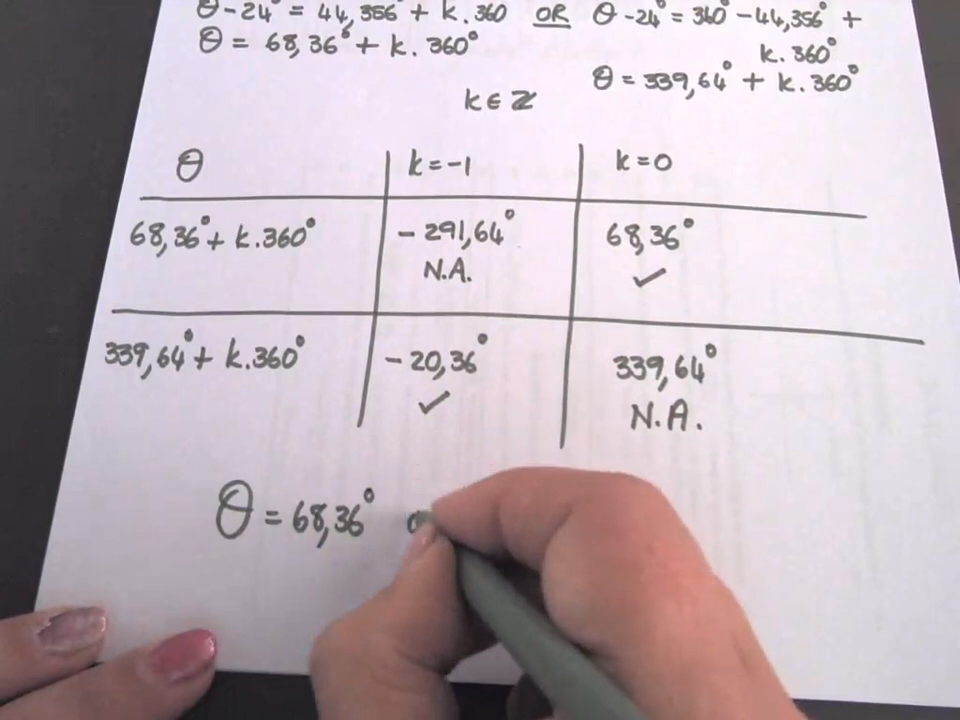 θ - 24° = 44,356° + k.360 OR θ - 24° = 360° - 44,356° +
k.360°
θ = 68,36° + k.360°
θ = 339,64° + k.360°
k ∈ ℤ
θ k = -1 k = 0
68,36° + k.360° - 291,64° 68,36°
N.A. ✓
339,64° + k.360° - 20,36° 339,64°
✓ N.A.
θ = 68,36° o